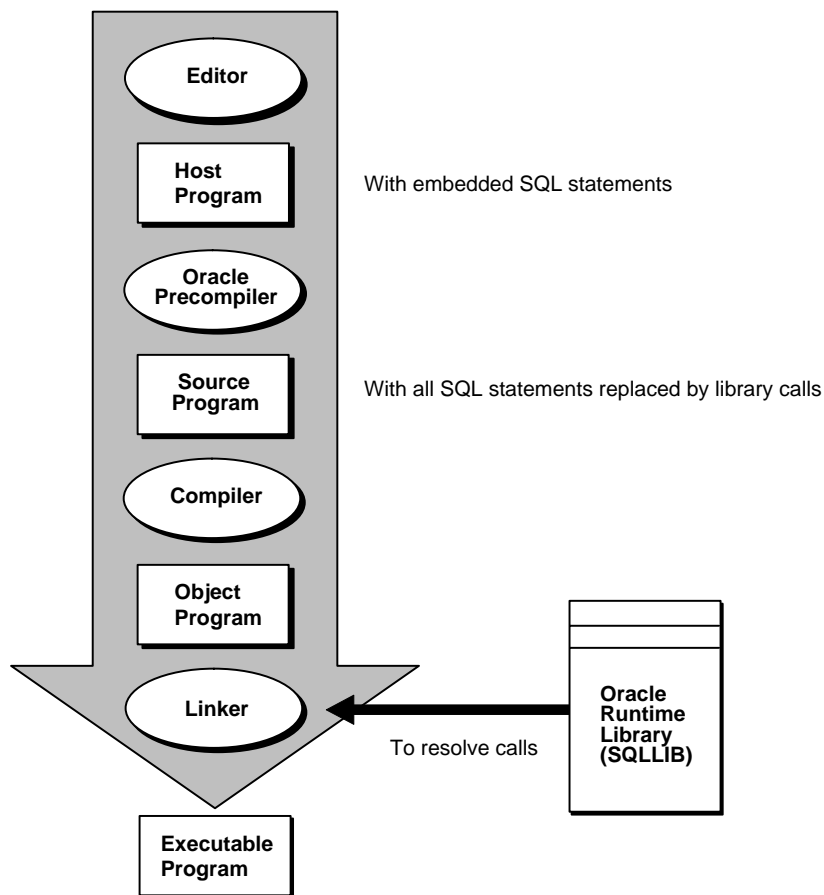 Editor
Host
Program
With embedded SQL statements
Oracle
Precompiler
Source
Program
With all SQL statements replaced by library calls
Compiler
Object
Program
Linker
To resolve calls
Oracle
Runtime
Library
(SQLLIB)
Executable
Program